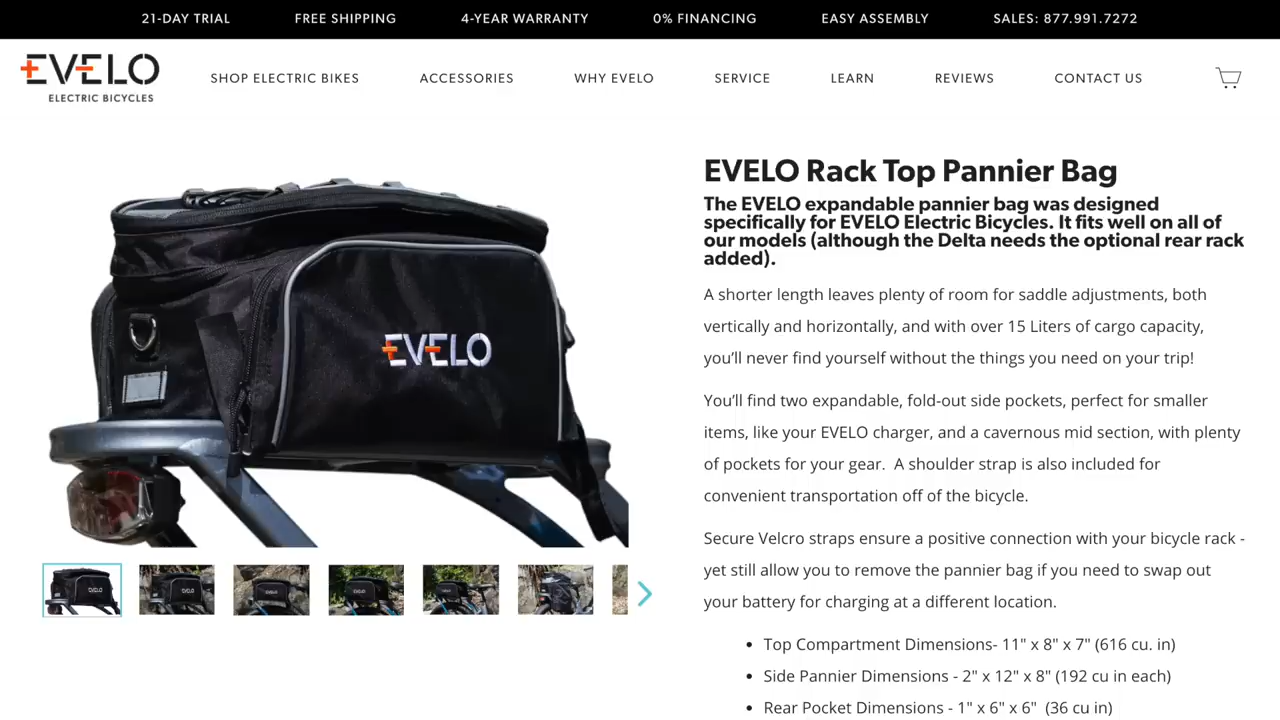 21-DAY TRIAL FREE SHIPPING 4-YEAR WARRANTY 0% FINANCING EASY ASSEMBLY SALES: 877.991.7272
EVELO
ELECTRIC BICYCLES
SHOP ELECTRIC BIKES ACCESSORIES WHY EVELO SERVICE LEARN REVIEWS CONTACT US
EVELO
EVELO Rack Top Pannier Bag
The EVELO expandable pannier bag was designed
specifically for EVELO Electric Bicycles. It fits well on all of
our models (although the Delta needs the optional rear rack
added).
A shorter length leaves plenty of room for saddle adjustments, both
vertically and horizontally, and with over 15 Liters of cargo capacity,
you’ll never find yourself without the things you need on your trip!
You’ll find two expandable, fold-out side pockets, perfect for smaller
items, like your EVELO charger, and a cavernous mid section, with plenty
of pockets for your gear. A shoulder strap is also included for
convenient transportation off of the bicycle.
Secure Velcro straps ensure a positive connection with your bicycle rack -
yet still allow you to remove the pannier bag if you need to swap out
your battery for charging at a different location.
• Top Compartment Dimensions- 11" x 8" x 7" (616 cu. in)
• Side Pannier Dimensions - 2" x 12" x 8" (192 cu in each)
• Rear Pocket Dimensions - 1" x 6" x 6" (36 cu in)